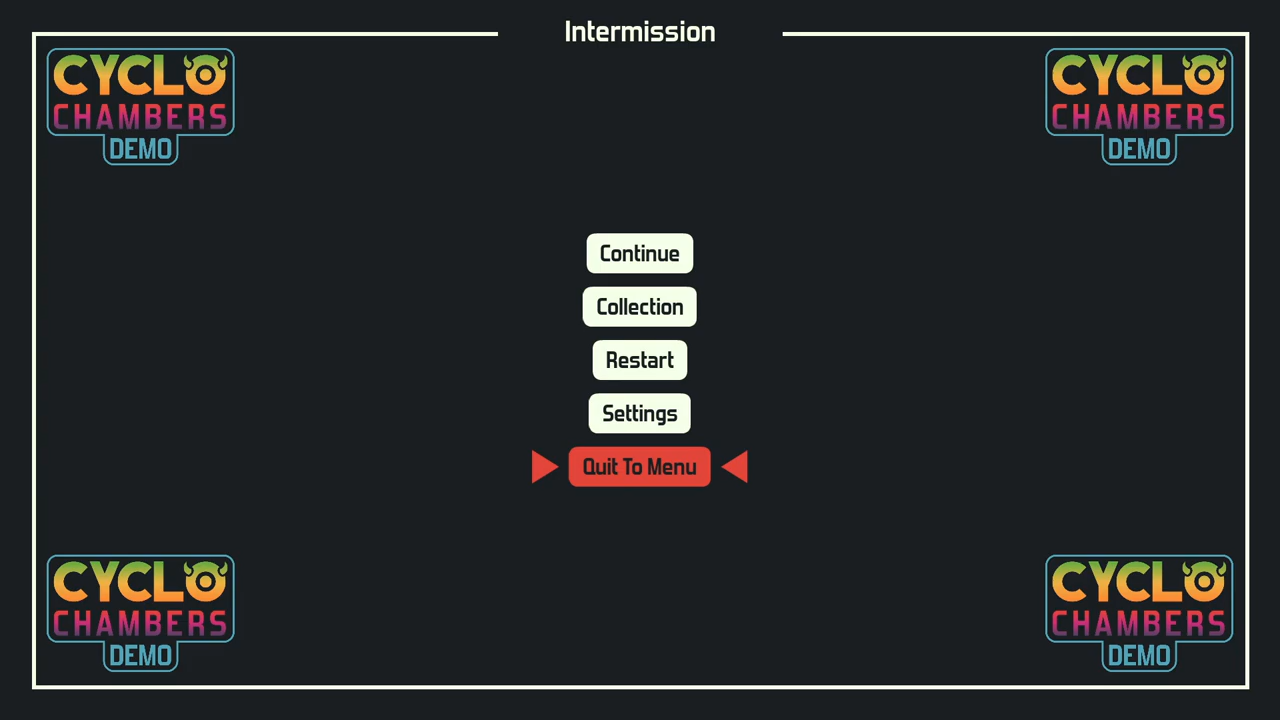 Intermission
CYCLO
CHAMBERS
DEMO
CYCLO
CHAMBERS
DEMO
Continue
Collection
Restart
Settings
Quit To Menu
CYCLO
CHAMBERS
DEMO
CYCLO
CHAMBERS
DEMO